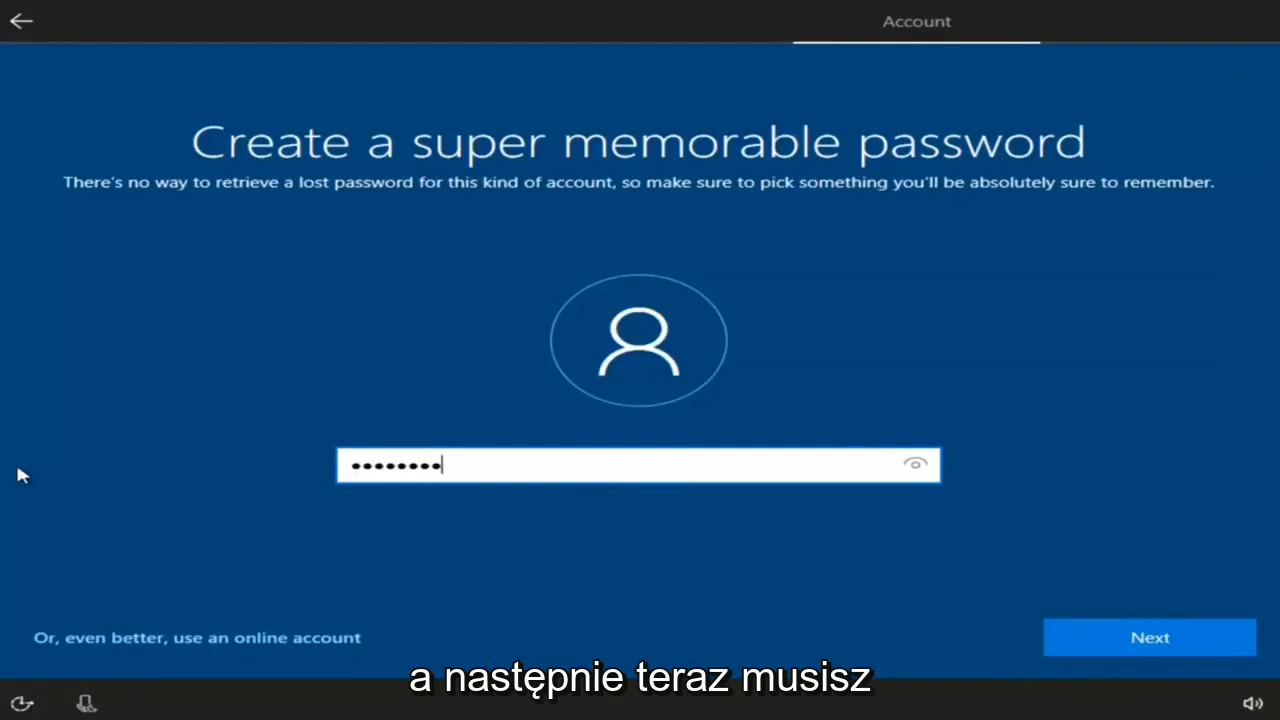 Account
Create a super memorable password
There's no way to retrieve a lost password for this kind of account, so make sure to pick something you'll be absolutely sure to remember.
••••••••
Or, even better, use an online account
Next
a następnie teraz musisz